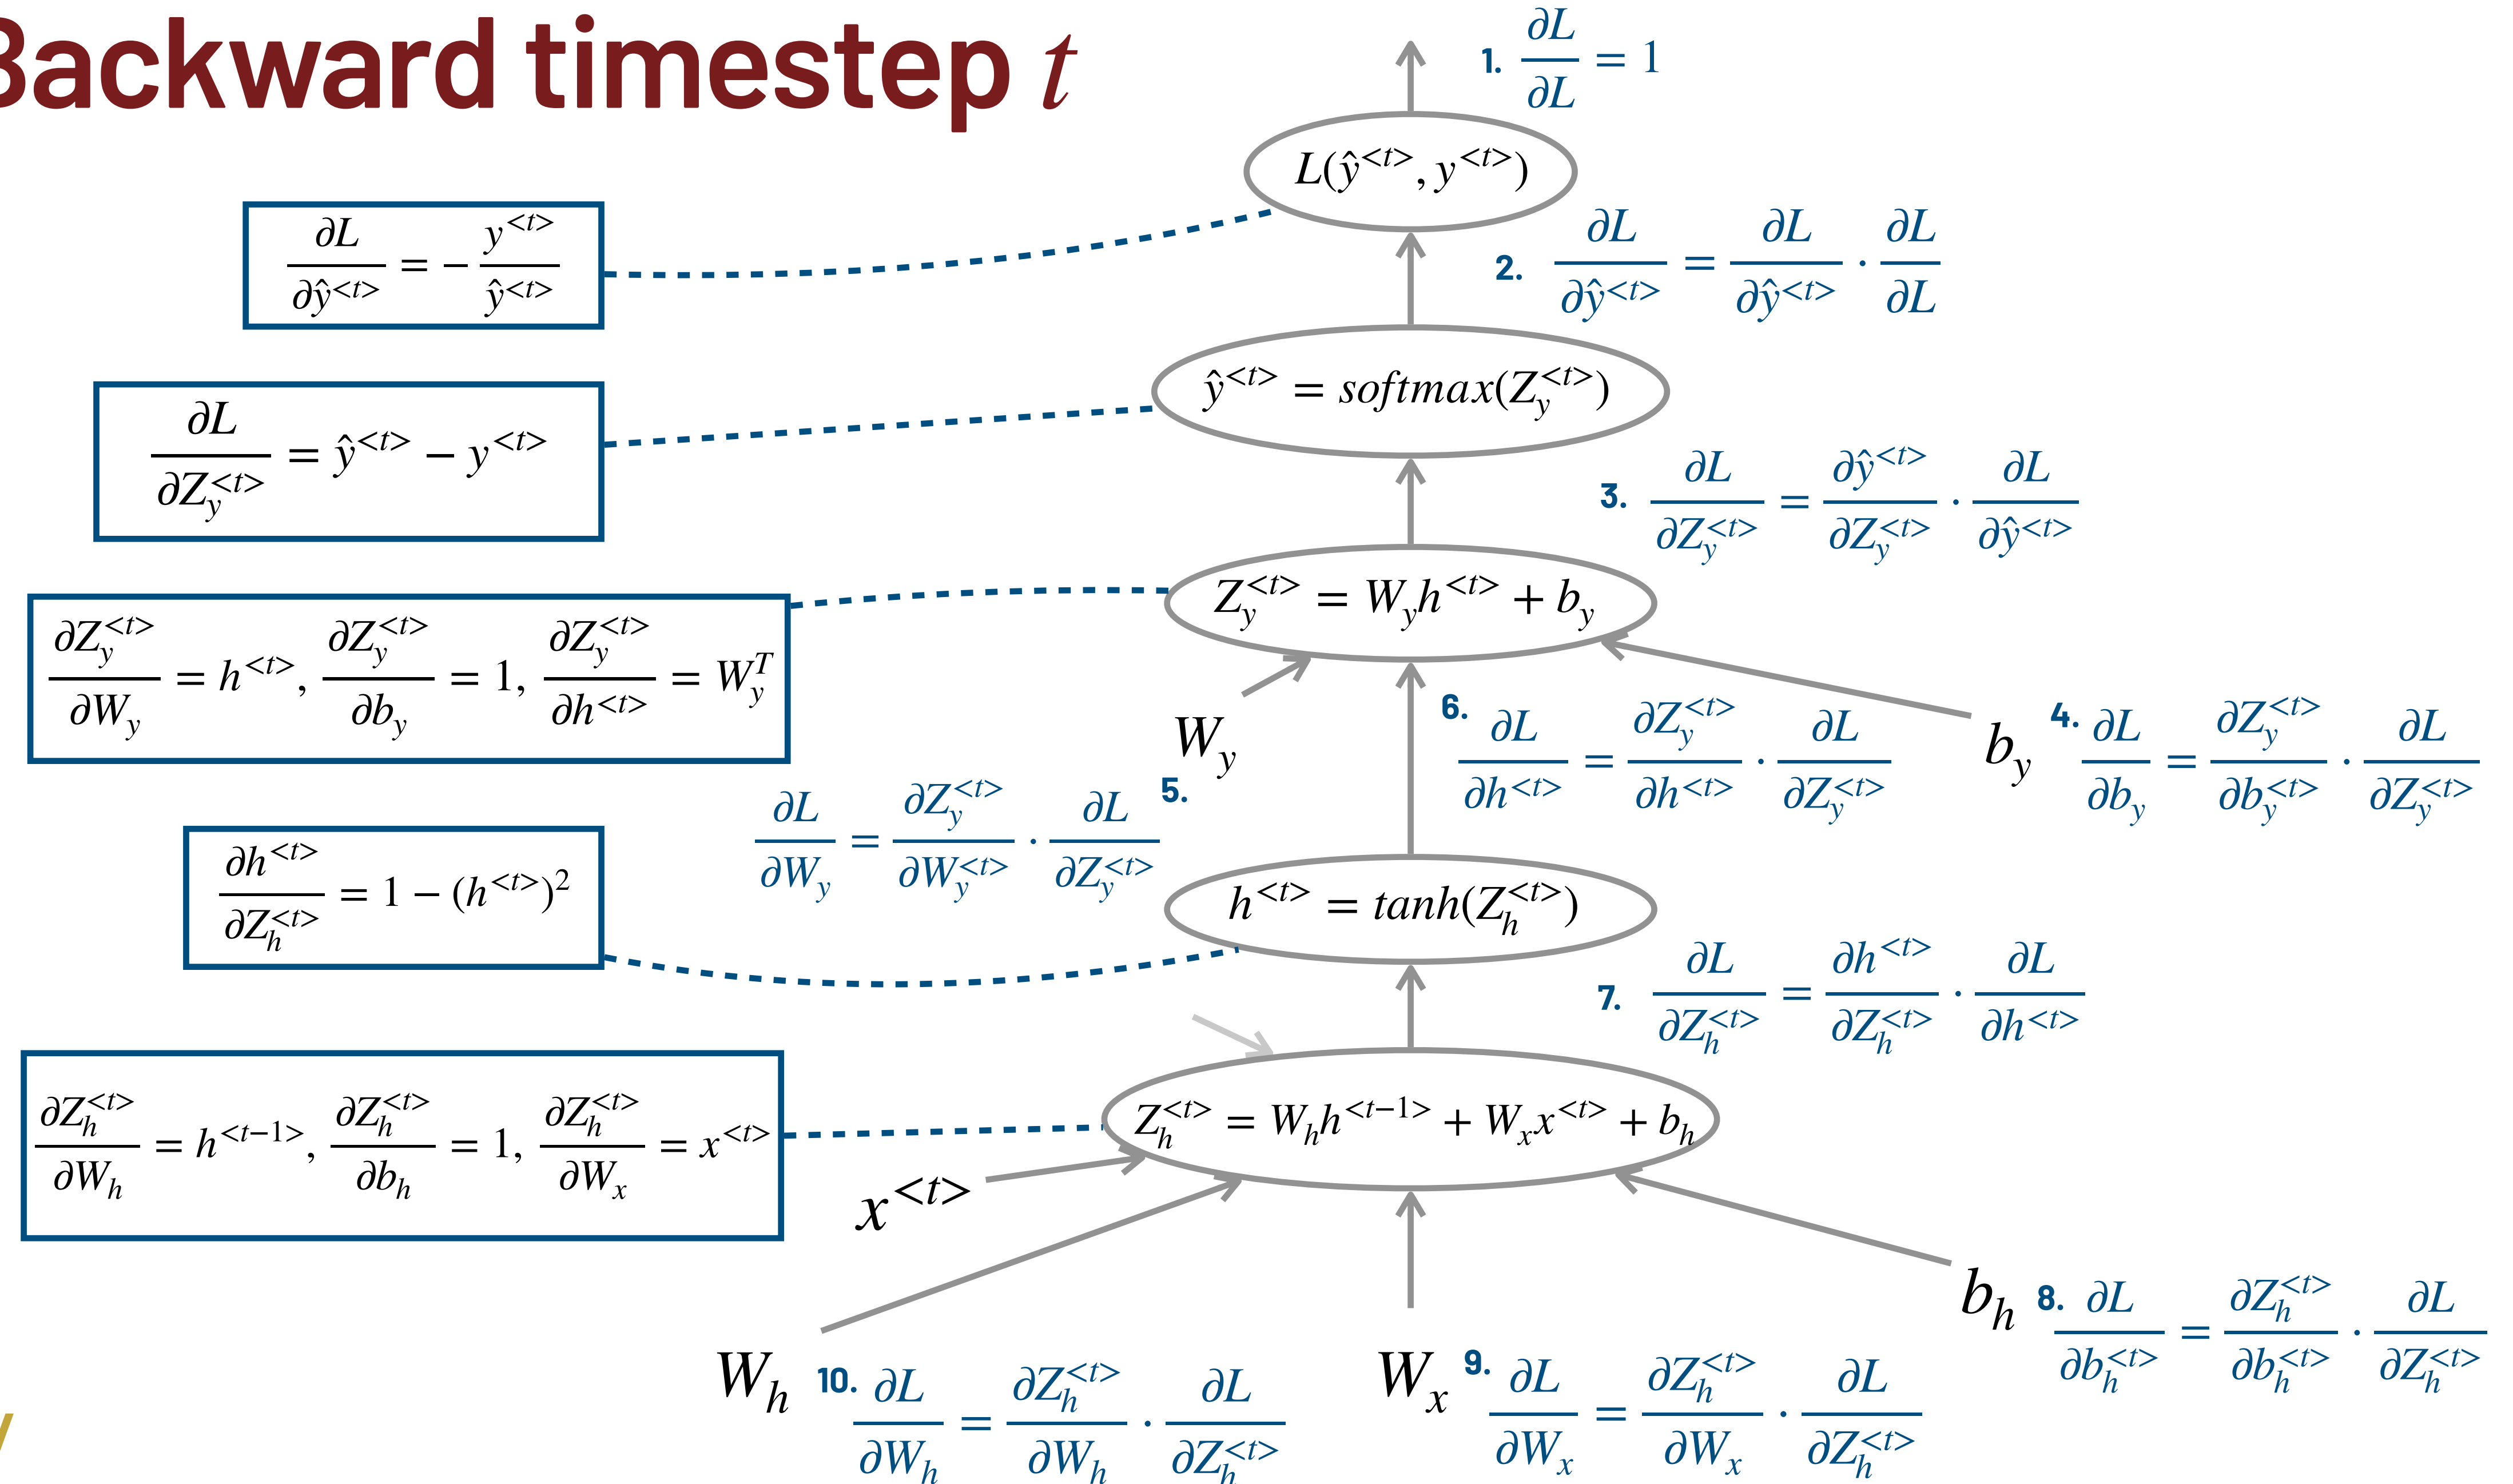 Backward timestep t
1. ∂L/∂L = 1
L(ŷ^{<t>}, y^{<t>})
∂L/∂ŷ^{<t>} = − y^{<t>}/ŷ^{<t>}
2. ∂L/∂ŷ^{<t>} = ∂L/∂ŷ^{<t>} · ∂L/∂L
ŷ^{<t>} = softmax(Z_y^{<t>})
∂L/∂Z_y^{<t>} = ŷ^{<t>} − y^{<t>}
3. ∂L/∂Z_y^{<t>} = ∂ŷ^{<t>}/∂Z_y^{<t>} · ∂L/∂ŷ^{<t>}
Z_y^{<t>} = W_y h^{<t>} + b_y
∂Z_y^{<t>}/∂W_y = h^{<t>}, ∂Z_y^{<t>}/∂b_y = 1, ∂Z_y^{<t>}/∂h^{<t>} = W_y^T
W_y
6. ∂L/∂h^{<t>} = ∂Z_y^{<t>}/∂h^{<t>} · ∂L/∂Z_y^{<t>}
b_y
4. ∂L/∂b_y = ∂Z_y^{<t>}/∂b_y^{<t>} · ∂L/∂Z_y^{<t>}
5. ∂L/∂W_y = ∂Z_y^{<t>}/∂W_y^{<t>} · ∂L/∂Z_y^{<t>}
∂h^{<t>}/∂Z_h^{<t>} = 1 − (h^{<t>})^2
h^{<t>} = tanh(Z_h^{<t>})
7. ∂L/∂Z_h^{<t>} = ∂h^{<t>}/∂Z_h^{<t>} · ∂L/∂h^{<t>}
∂Z_h^{<t>}/∂W_h = h^{<t−1>}, ∂Z_h^{<t>}/∂b_h = 1, ∂Z_h^{<t>}/∂W_x = x^{<t>}
Z_h^{<t>} = W_h h^{<t−1>} + W_x x^{<t>} + b_h
x^{<t>}
b_h
8. ∂L/∂b_h^{<t>} = ∂Z_h^{<t>}/∂b_h^{<t>} · ∂L/∂Z_h^{<t>}
W_h
10. ∂L/∂W_h = ∂Z_h^{<t>}/∂W_h · ∂L/∂Z_h^{<t>}
W_x
9. ∂L/∂W_x = ∂Z_h^{<t>}/∂W_x · ∂L/∂Z_h^{<t>}